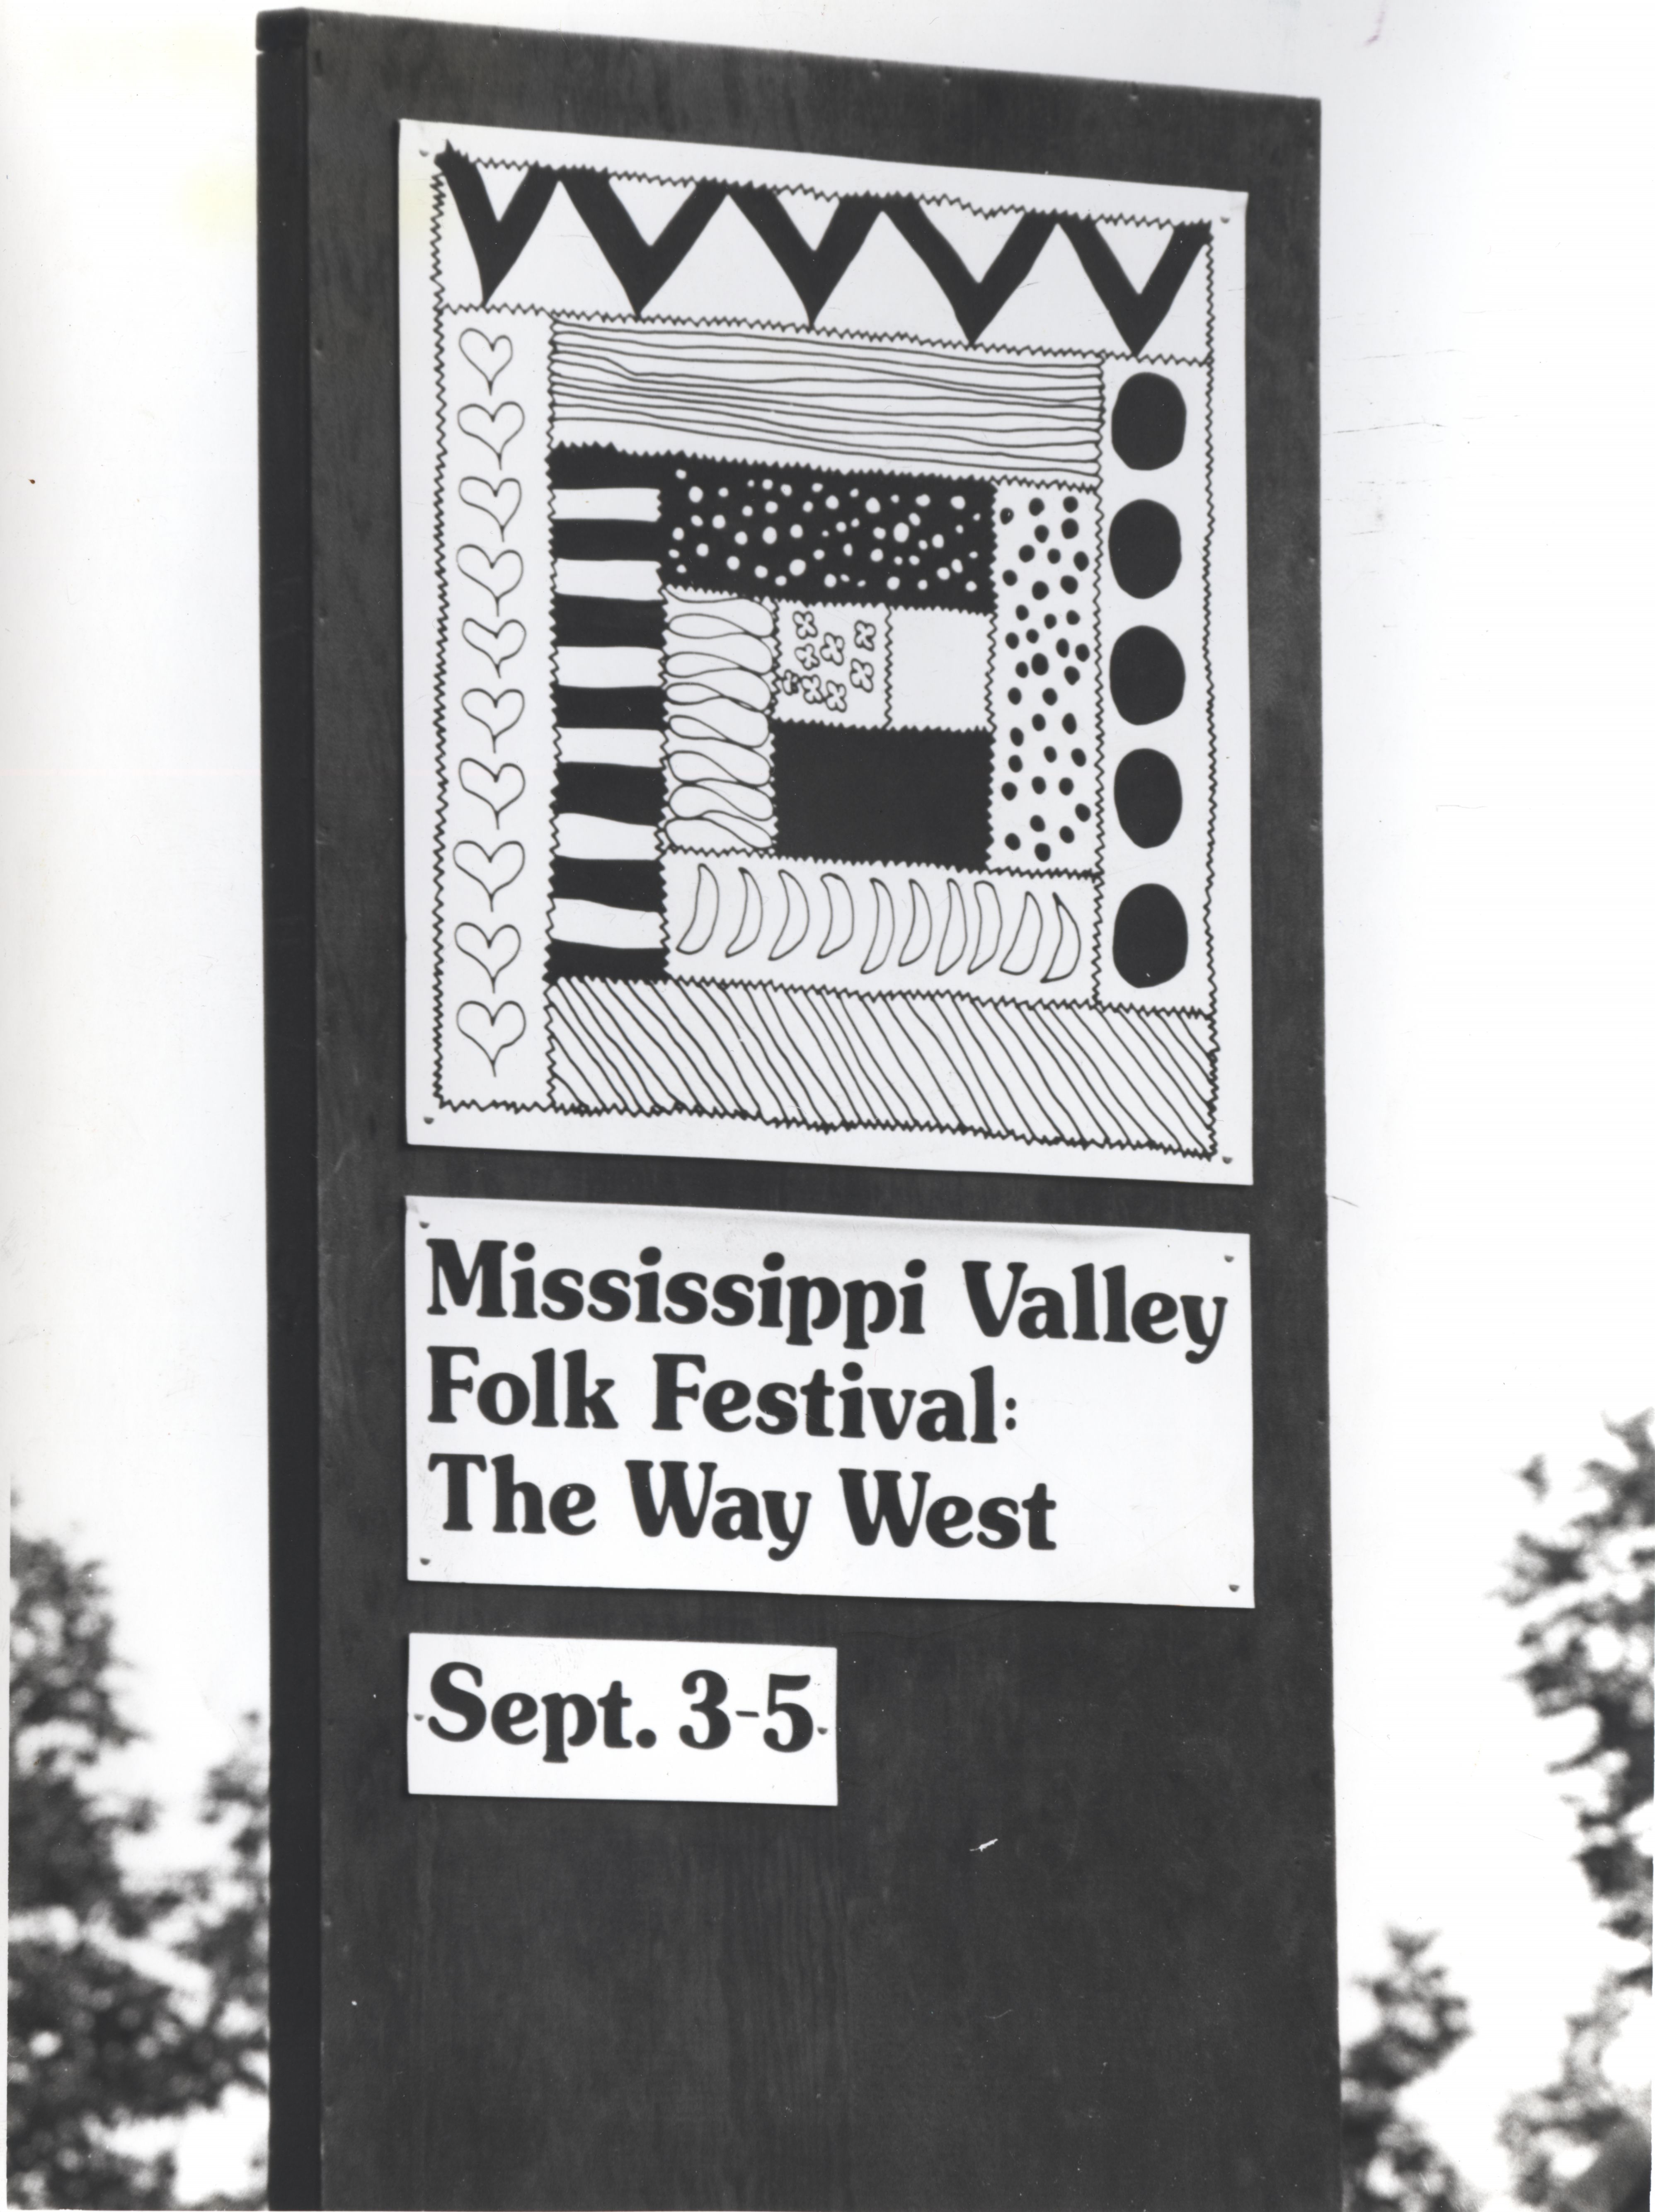 Mississippi Valley
Folk Festival:
The Way West
Sept. 3-5